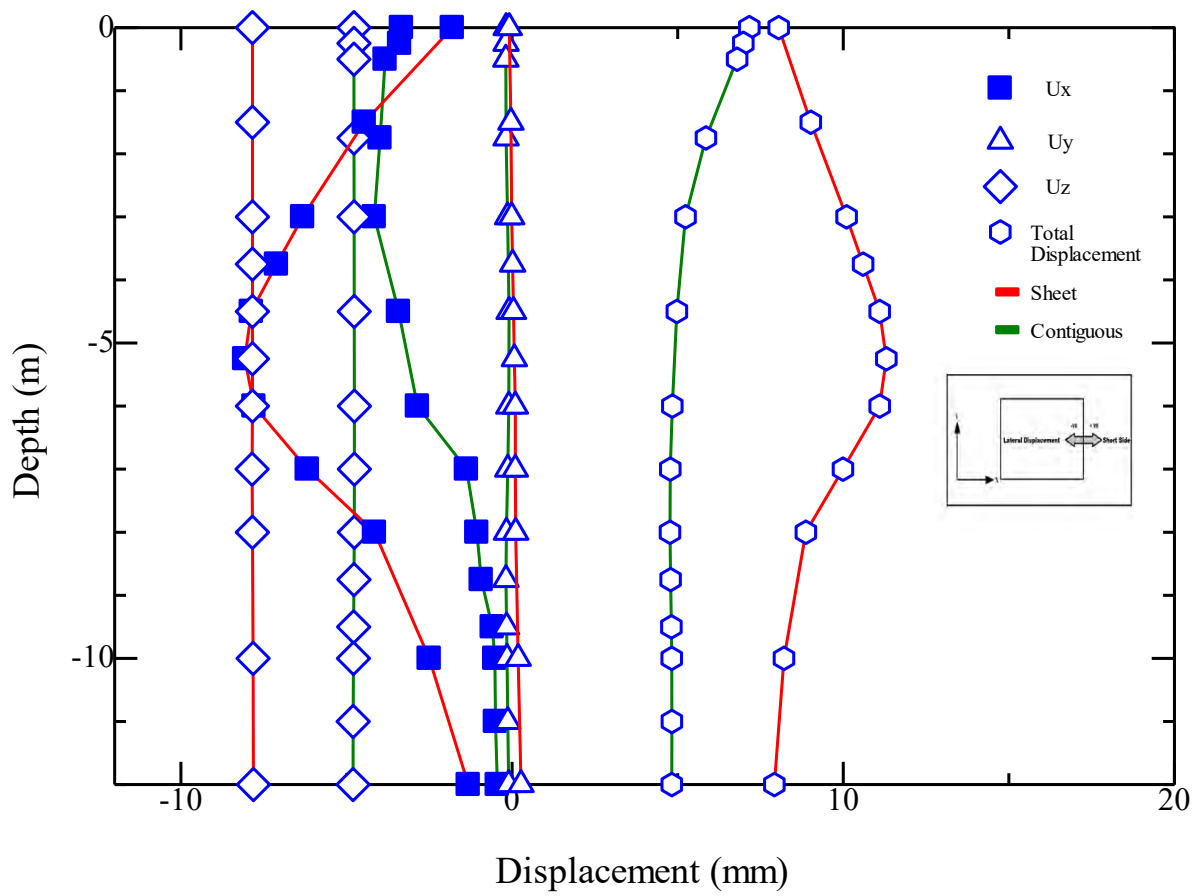 0
-5
-10
Depth (m)
-10
0
10
20
Displacement (mm)
Ux
Uy
Uz
Total
Displacement
Sheet
Contiguous
Lateral Displacement
Short Side